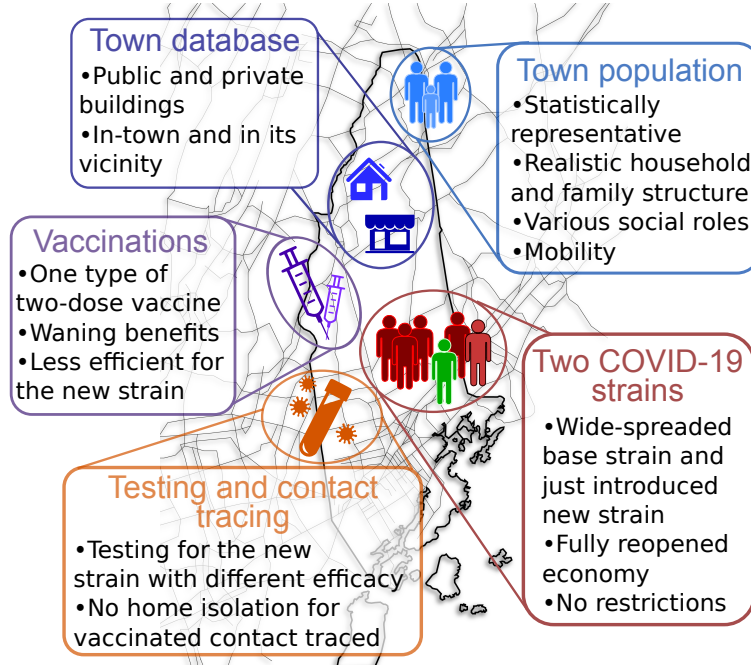 Town database
•Public and private
buildings
•In-town and in its
vicinity
Town population
•Statistically
representative
•Realistic household
and family structure
•Various social roles
•Mobility
Vaccinations
•One type of
two-dose vaccine
•Waning benefits
•Less efficient for
the new strain
Two COVID-19
strains
•Wide-spreaded
base strain and
just introduced
new strain
•Fully reopened
economy
•No restrictions
Testing and contact
tracing
•Testing for the new
strain with different efficacy
•No home isolation for
vaccinated contact traced